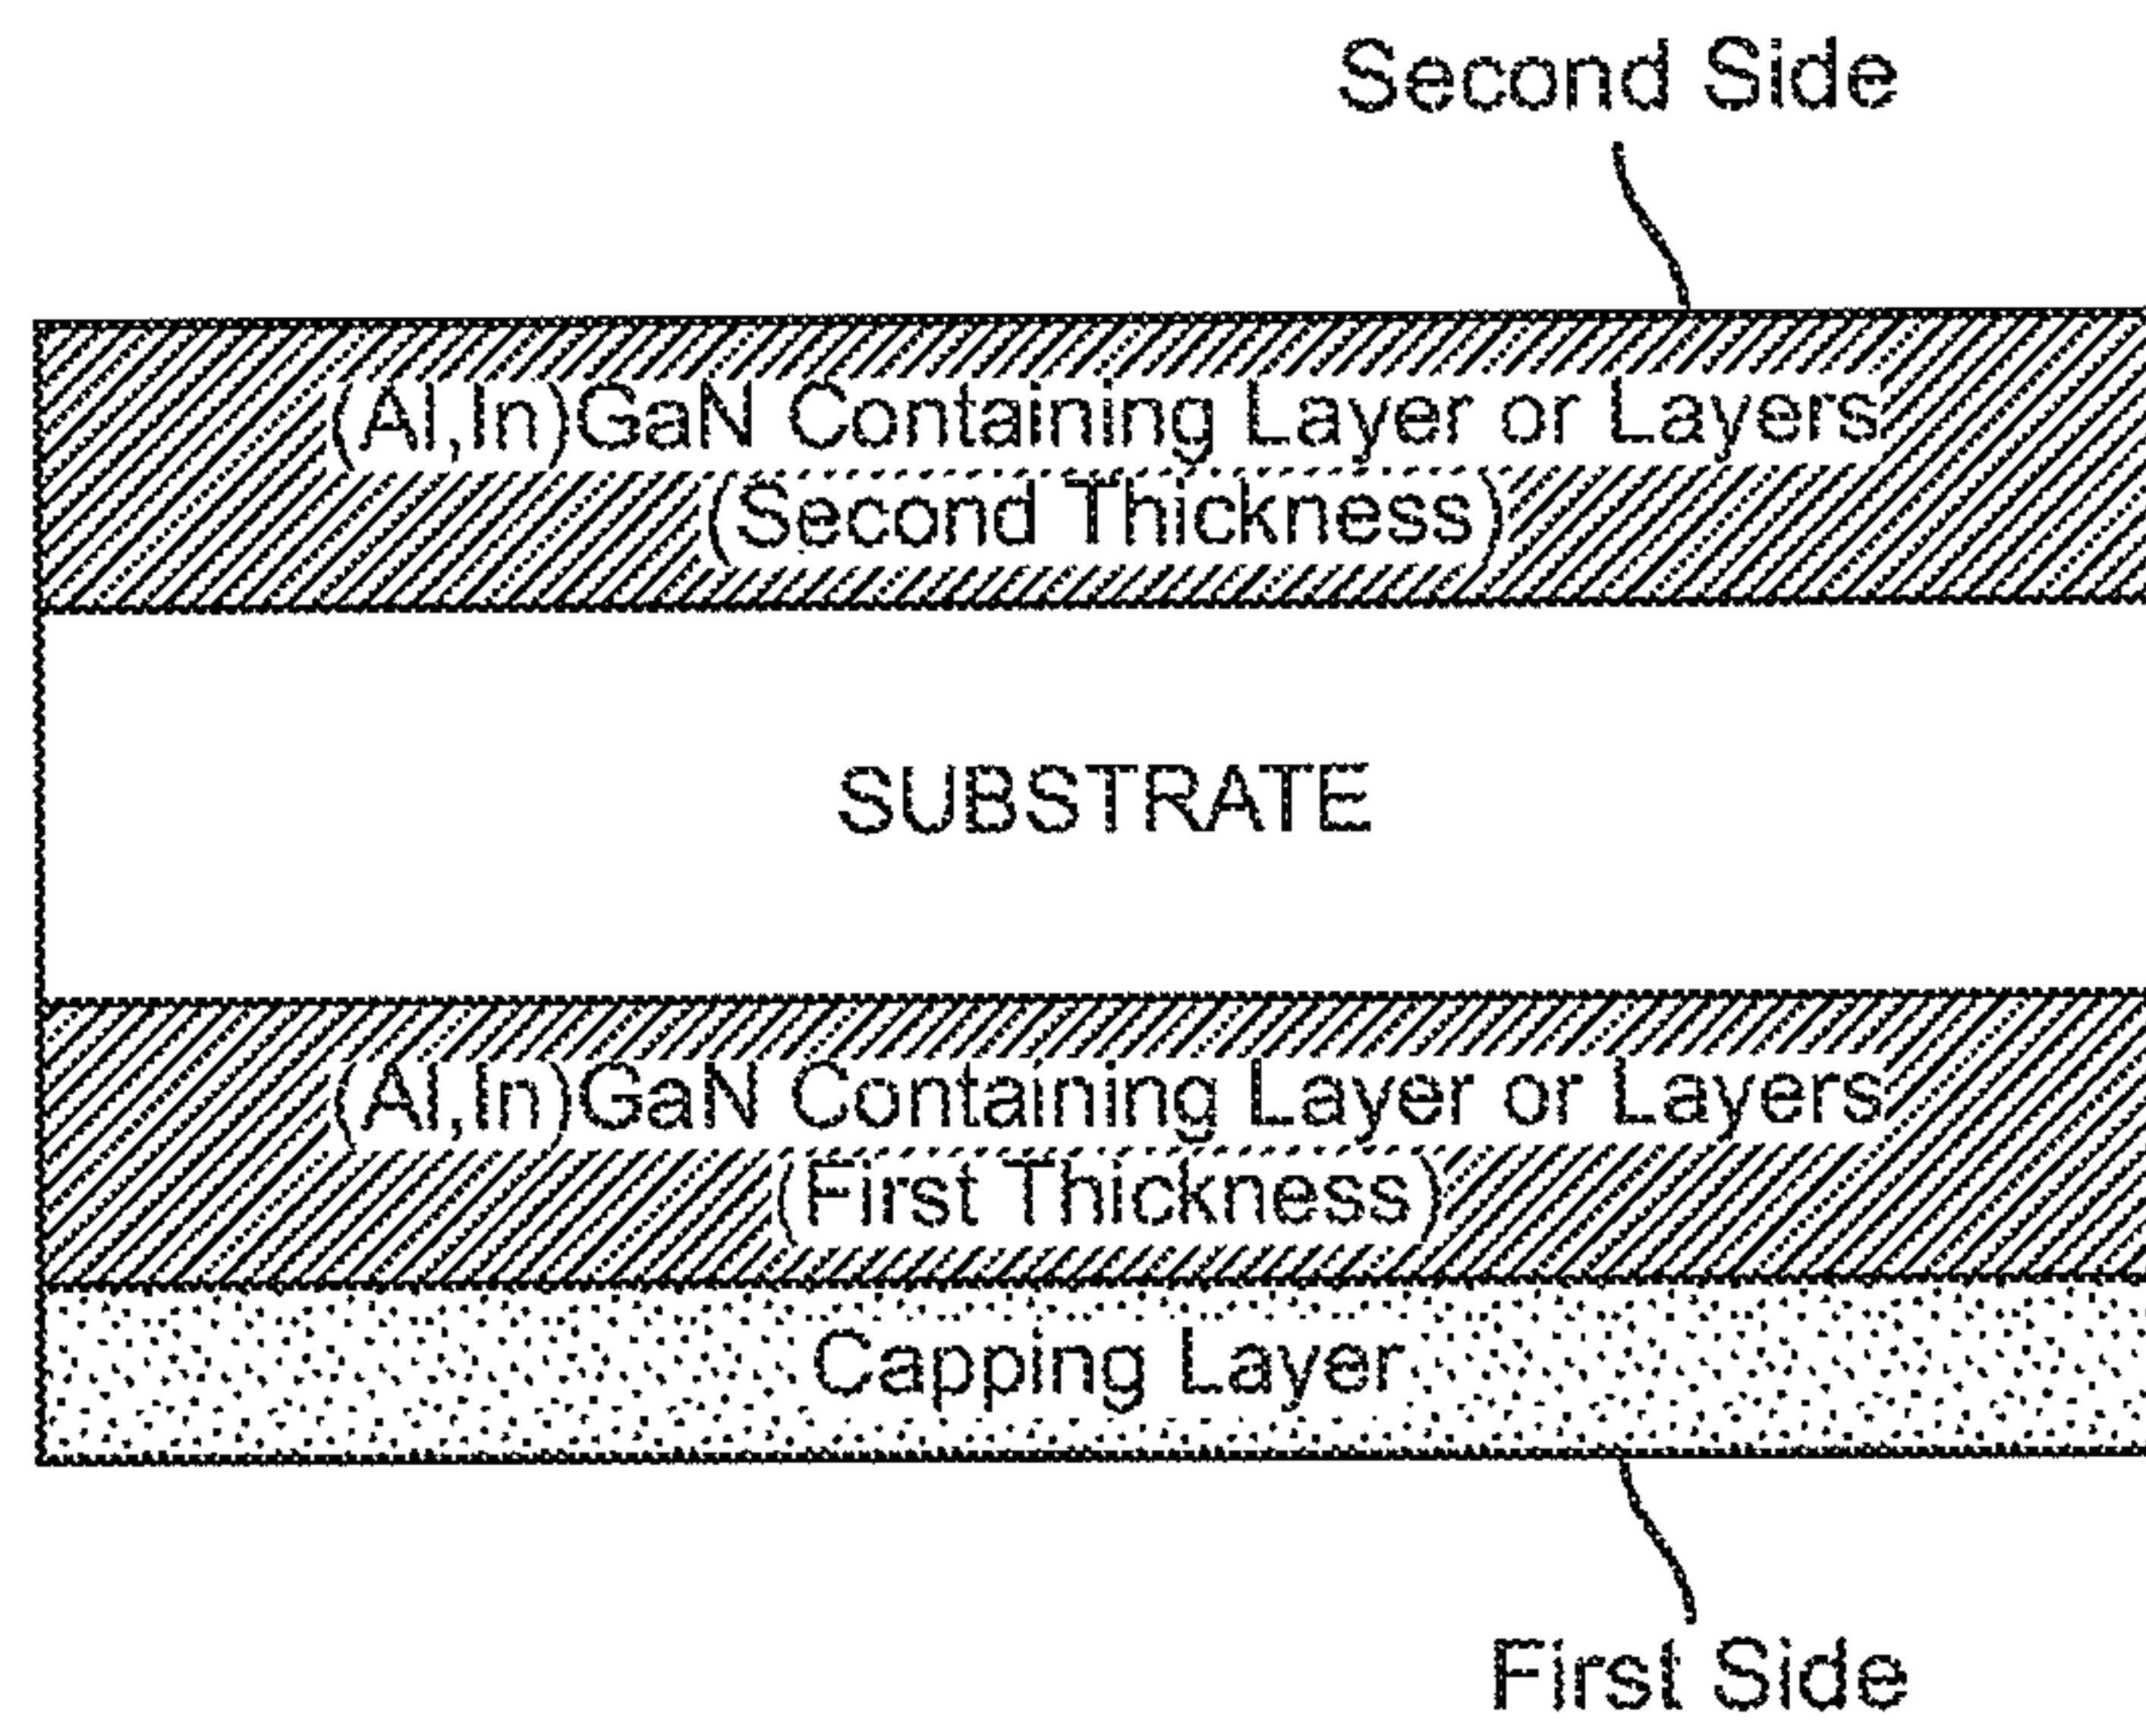 Second Side
(Al,In)GaN Containing Layer or Layers
(Second Thickness)
SUBSTRATE
(Al,In)GaN Containing Layer or Layers
(First Thickness)
Capping Layer
First Side